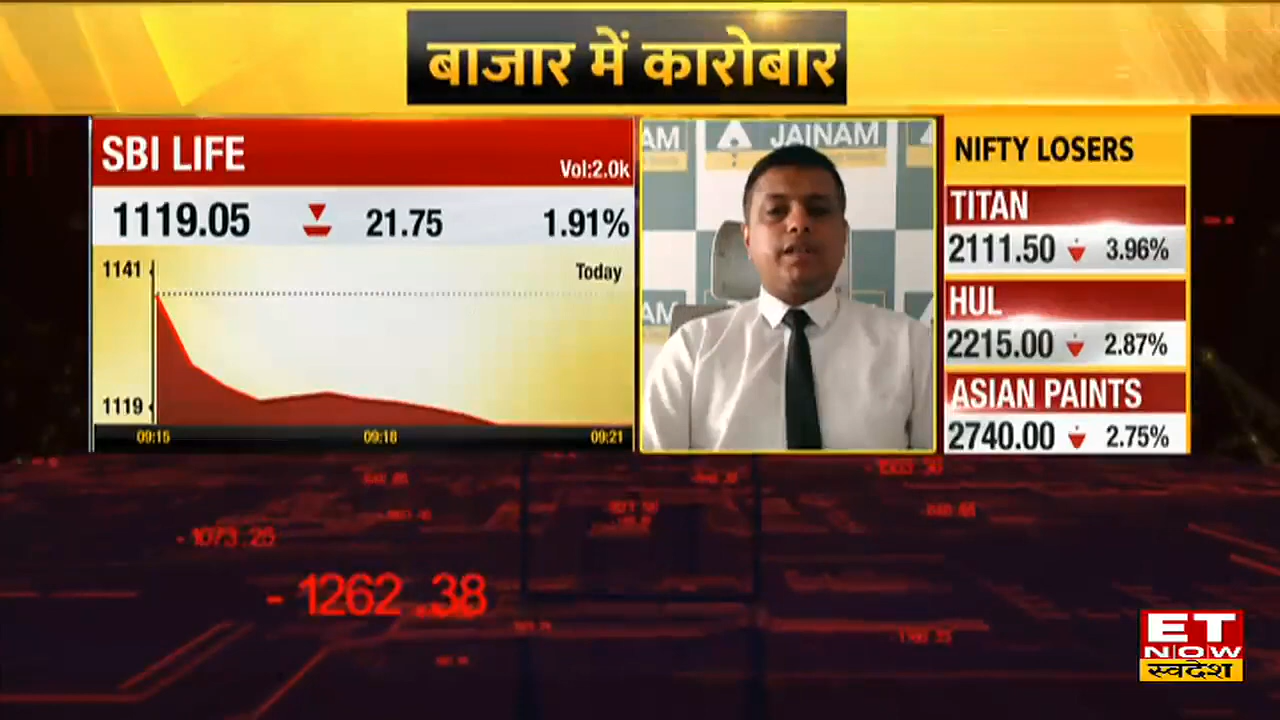 बाजार में कारोबार
SBI LIFE
Vol:2.0k
1119.05 21.75 1.91%
1141
Today
1119
09:15 09:18 09:21
AM JAINAM
AM
NIFTY LOSERS
TITAN
2111.50 3.96%
HUL
2215.00 2.87%
ASIAN PAINTS
2740.00 2.75%
- 1073.25
- 1262.38
ET
NOW
स्वदेश